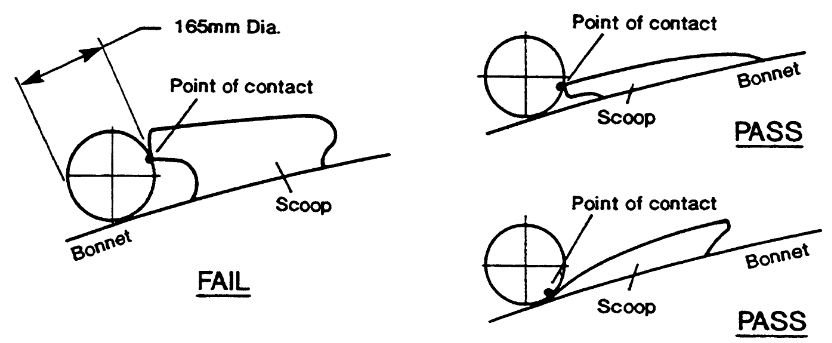 165mm Dia.
Point of contact
Scoop
Bonnet
FAIL
Point of contact
Bonnet
Scoop
PASS
Point of contact
Bonnet
Scoop
PASS